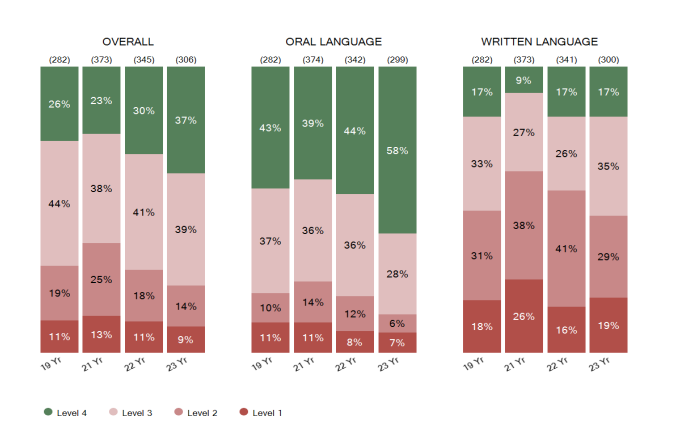 OVERALL ORAL LANGUAGE WRITTEN LANGUAGE
(282) (373) (345) (306) (282) (374) (342) (299) (282) (373) (341) (300)
26% 23% 30% 37% 43% 39% 44% 58% 17% 9% 17% 17%
44% 38% 41% 39% 37% 36% 36% 28% 33% 27% 26% 35%
19% 25% 18% 14% 10% 14% 12% 6% 31% 38% 41% 29%
11% 13% 11% 9% 11% 11% 8% 7% 18% 26% 16% 19%
19 Yr 21 Yr 22 Yr 23 Yr 19 Yr 21 Yr 22 Yr 23 Yr 19 Yr 21 Yr 22 Yr 23 Yr
Level 4 Level 3 Level 2 Level 1